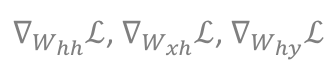 ∇_{W_{hh}} ℒ, ∇_{W_{xh}} ℒ, ∇_{W_{hy}} ℒ